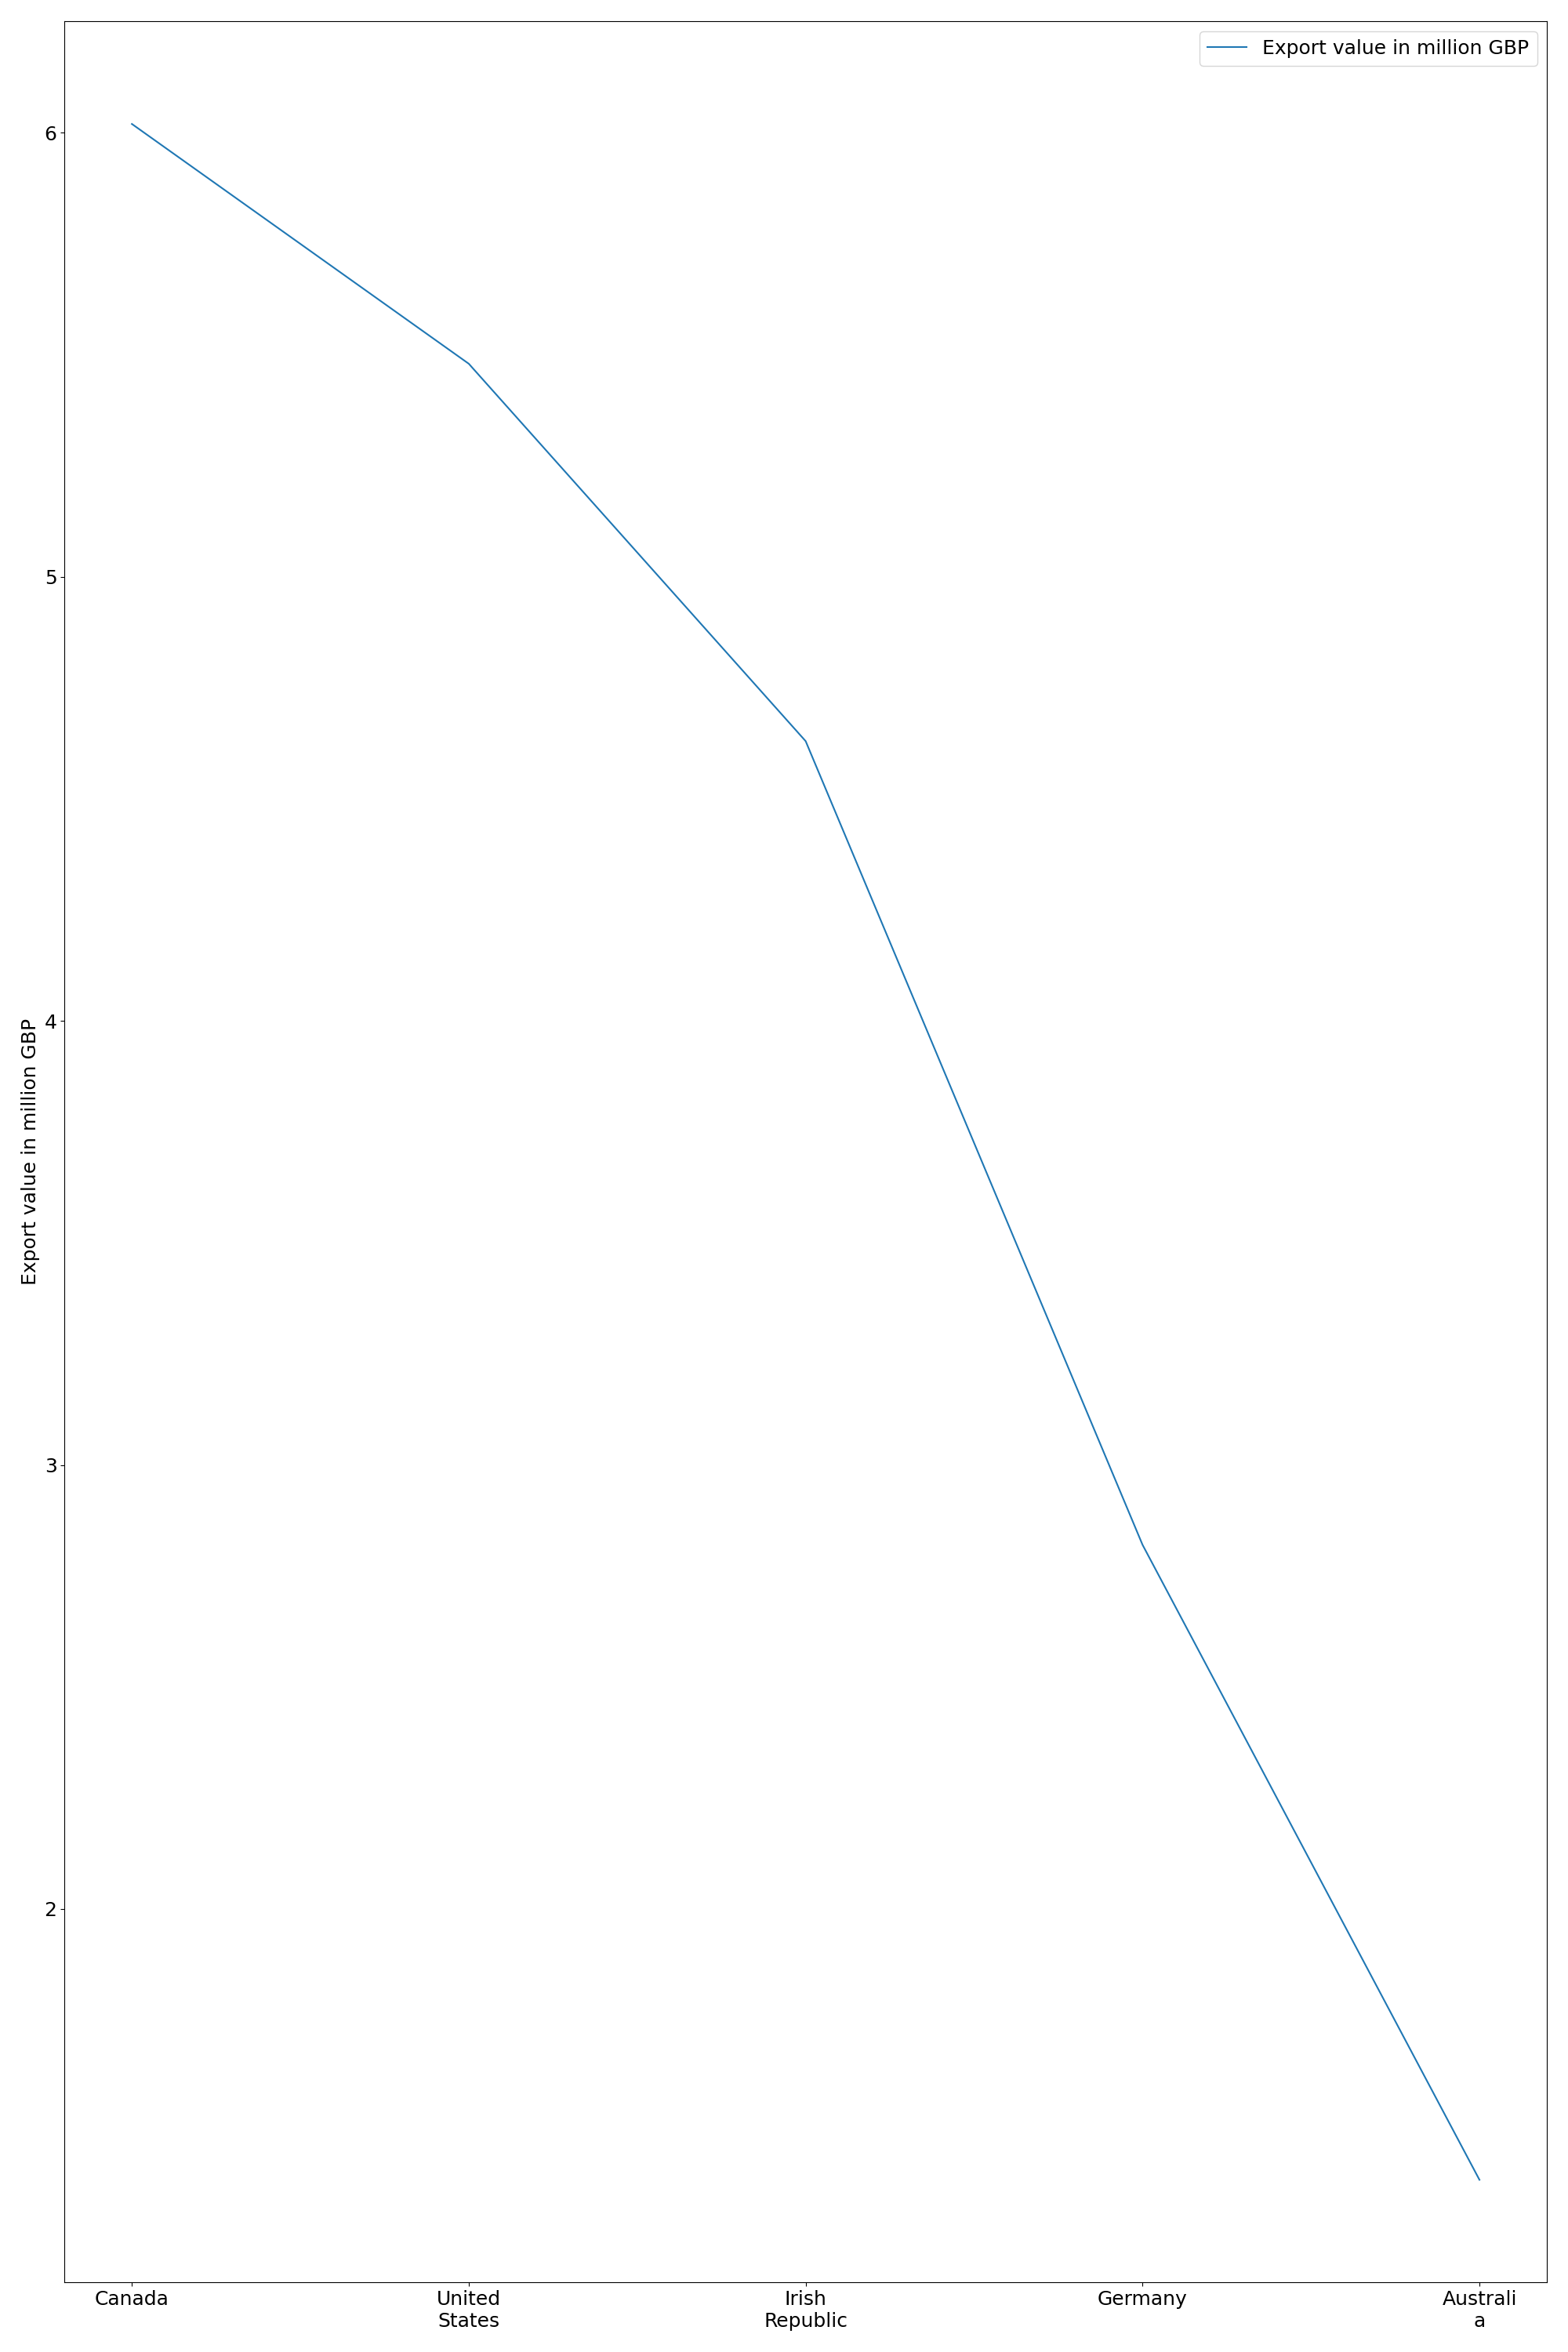 Export value in million GBP
6
5
4
3
2
Export value in million GBP
Canada
United
States
Irish
Republic
Germany
Australi
a